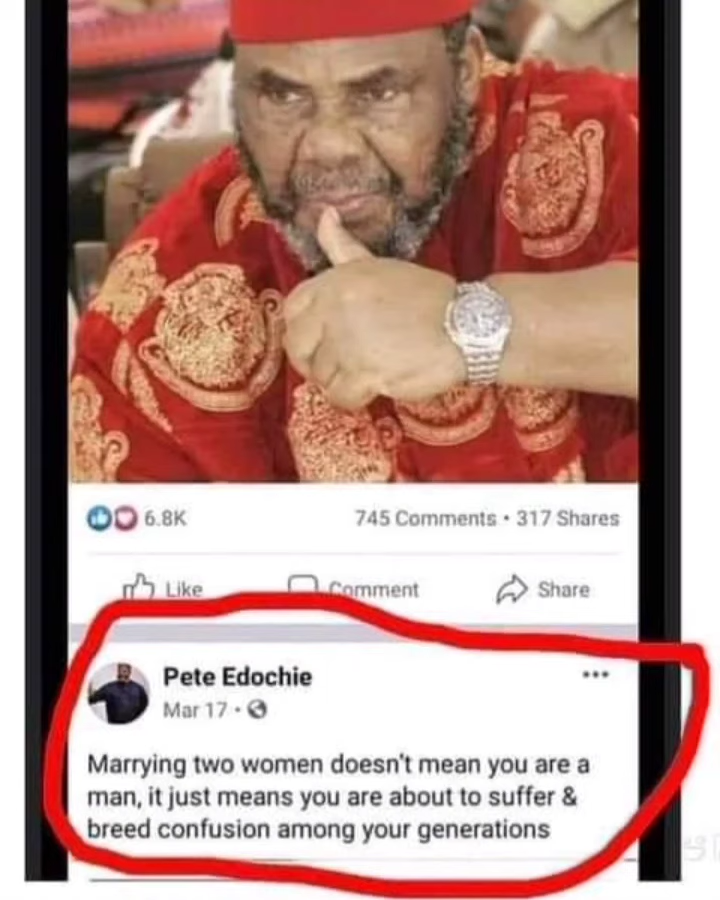 6.8K
745 Comments • 317 Shares
Like Comment Share
Pete Edochie
Mar 17 •
Marrying two women doesn't mean you are a
man, it just means you are about to suffer &
breed confusion among your generations